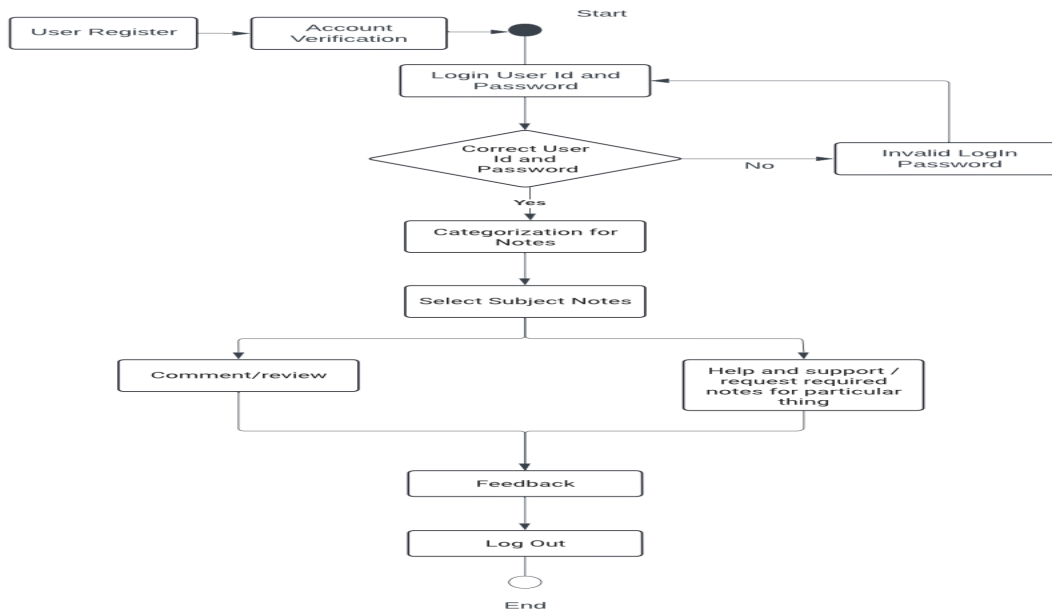 Start
User Register
Account
Verification
Login User Id and
Password
Correct User
Id and
Password
No
Invalid LogIn
Password
Yes
Categorization for
Notes
Select Subject Notes
Comment/review
Help and support /
request required
notes for particular
thing
Feedback
Log Out
End